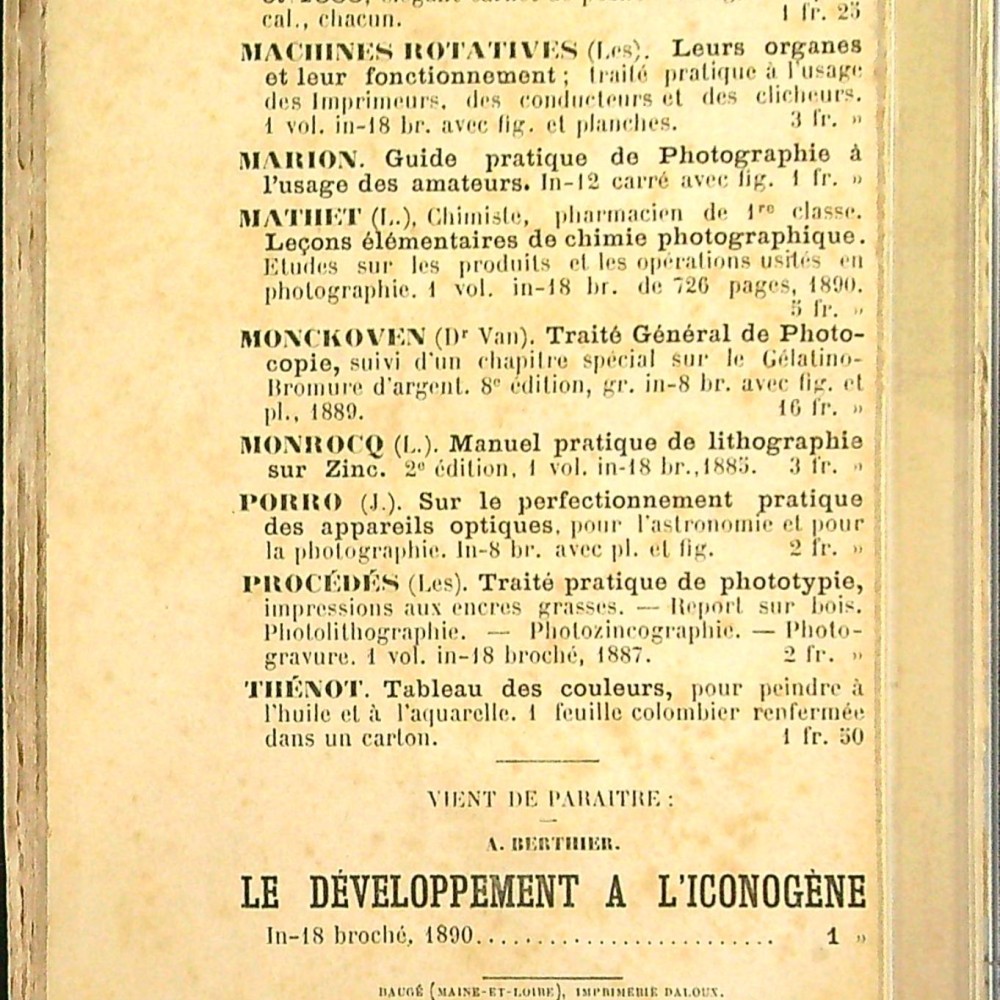 cal., chacun. 1 fr. 25
MACHINES ROTATIVES (Les). Leurs organes
et leur fonctionnement ; traité pratique à l'usage
des Imprimeurs, des conducteurs et des clicheurs.
1 vol. in-18 br. avec fig. et planches. 3 fr. »
MARION. Guide pratique de Photographie à
l'usage des amateurs. In-12 carré avec fig. 1 fr. »
MATHET (L.), Chimiste, pharmacien de 1re classe.
Leçons élémentaires de chimie photographique.
Etudes sur les produits et les opérations usités en
photographie. 1 vol. in-18 br. de 726 pages, 1890.
5 fr. »
MONCKOVEN (Dr Van). Traité Général de Photo-
copie, suivi d'un chapitre spécial sur le Gélatino-
Bromure d'argent. 8e édition, gr. in-8 br. avec fig. et
pl., 1889. 16 fr. »
MONROCQ (L.). Manuel pratique de lithographie
sur Zinc. 2e édition, 1 vol. in-18 br., 1885. 3 fr. »
PORRO (J.). Sur le perfectionnement pratique
des appareils optiques, pour l'astronomie et pour
la photographie. In-8 br. avec pl. et fig. 2 fr. »
PROCÉDÉS (Les). Traité pratique de phototypie,
impressions aux encres grasses. — Report sur bois.
Photolithographie. — Photozincographie. — Photo-
gravure. 1 vol. in-18 broché, 1887. 2 fr. »
THÉNOT. Tableau des couleurs, pour peindre à
l'huile et à l'aquarelle. 1 feuille colombier renfermée
dans un carton. 1 fr. 50
VIENT DE PARAITRE :
A. BERTHIER.
LE DÉVELOPPEMENT A L'ICONOGÈNE
In-18 broché, 1890........................ 1 »
BAUGÉ (MAINE-ET-LOIRE), IMPRIMERIE DALOUX.